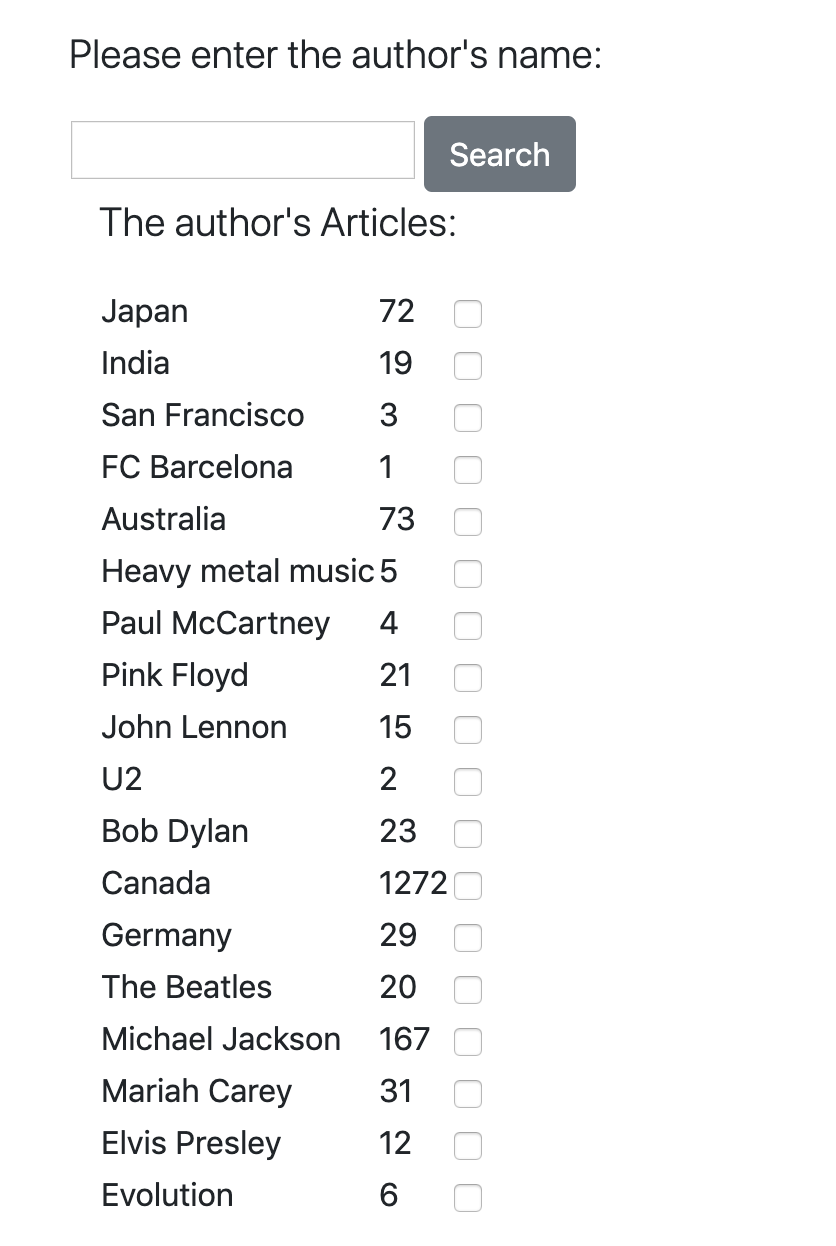 Please enter the author's name:
Search
The author's Articles:
Japan 72
India 19
San Francisco 3
FC Barcelona 1
Australia 73
Heavy metal music 5
Paul McCartney 4
Pink Floyd 21
John Lennon 15
U2 2
Bob Dylan 23
Canada 1272
Germany 29
The Beatles 20
Michael Jackson 167
Mariah Carey 31
Elvis Presley 12
Evolution 6